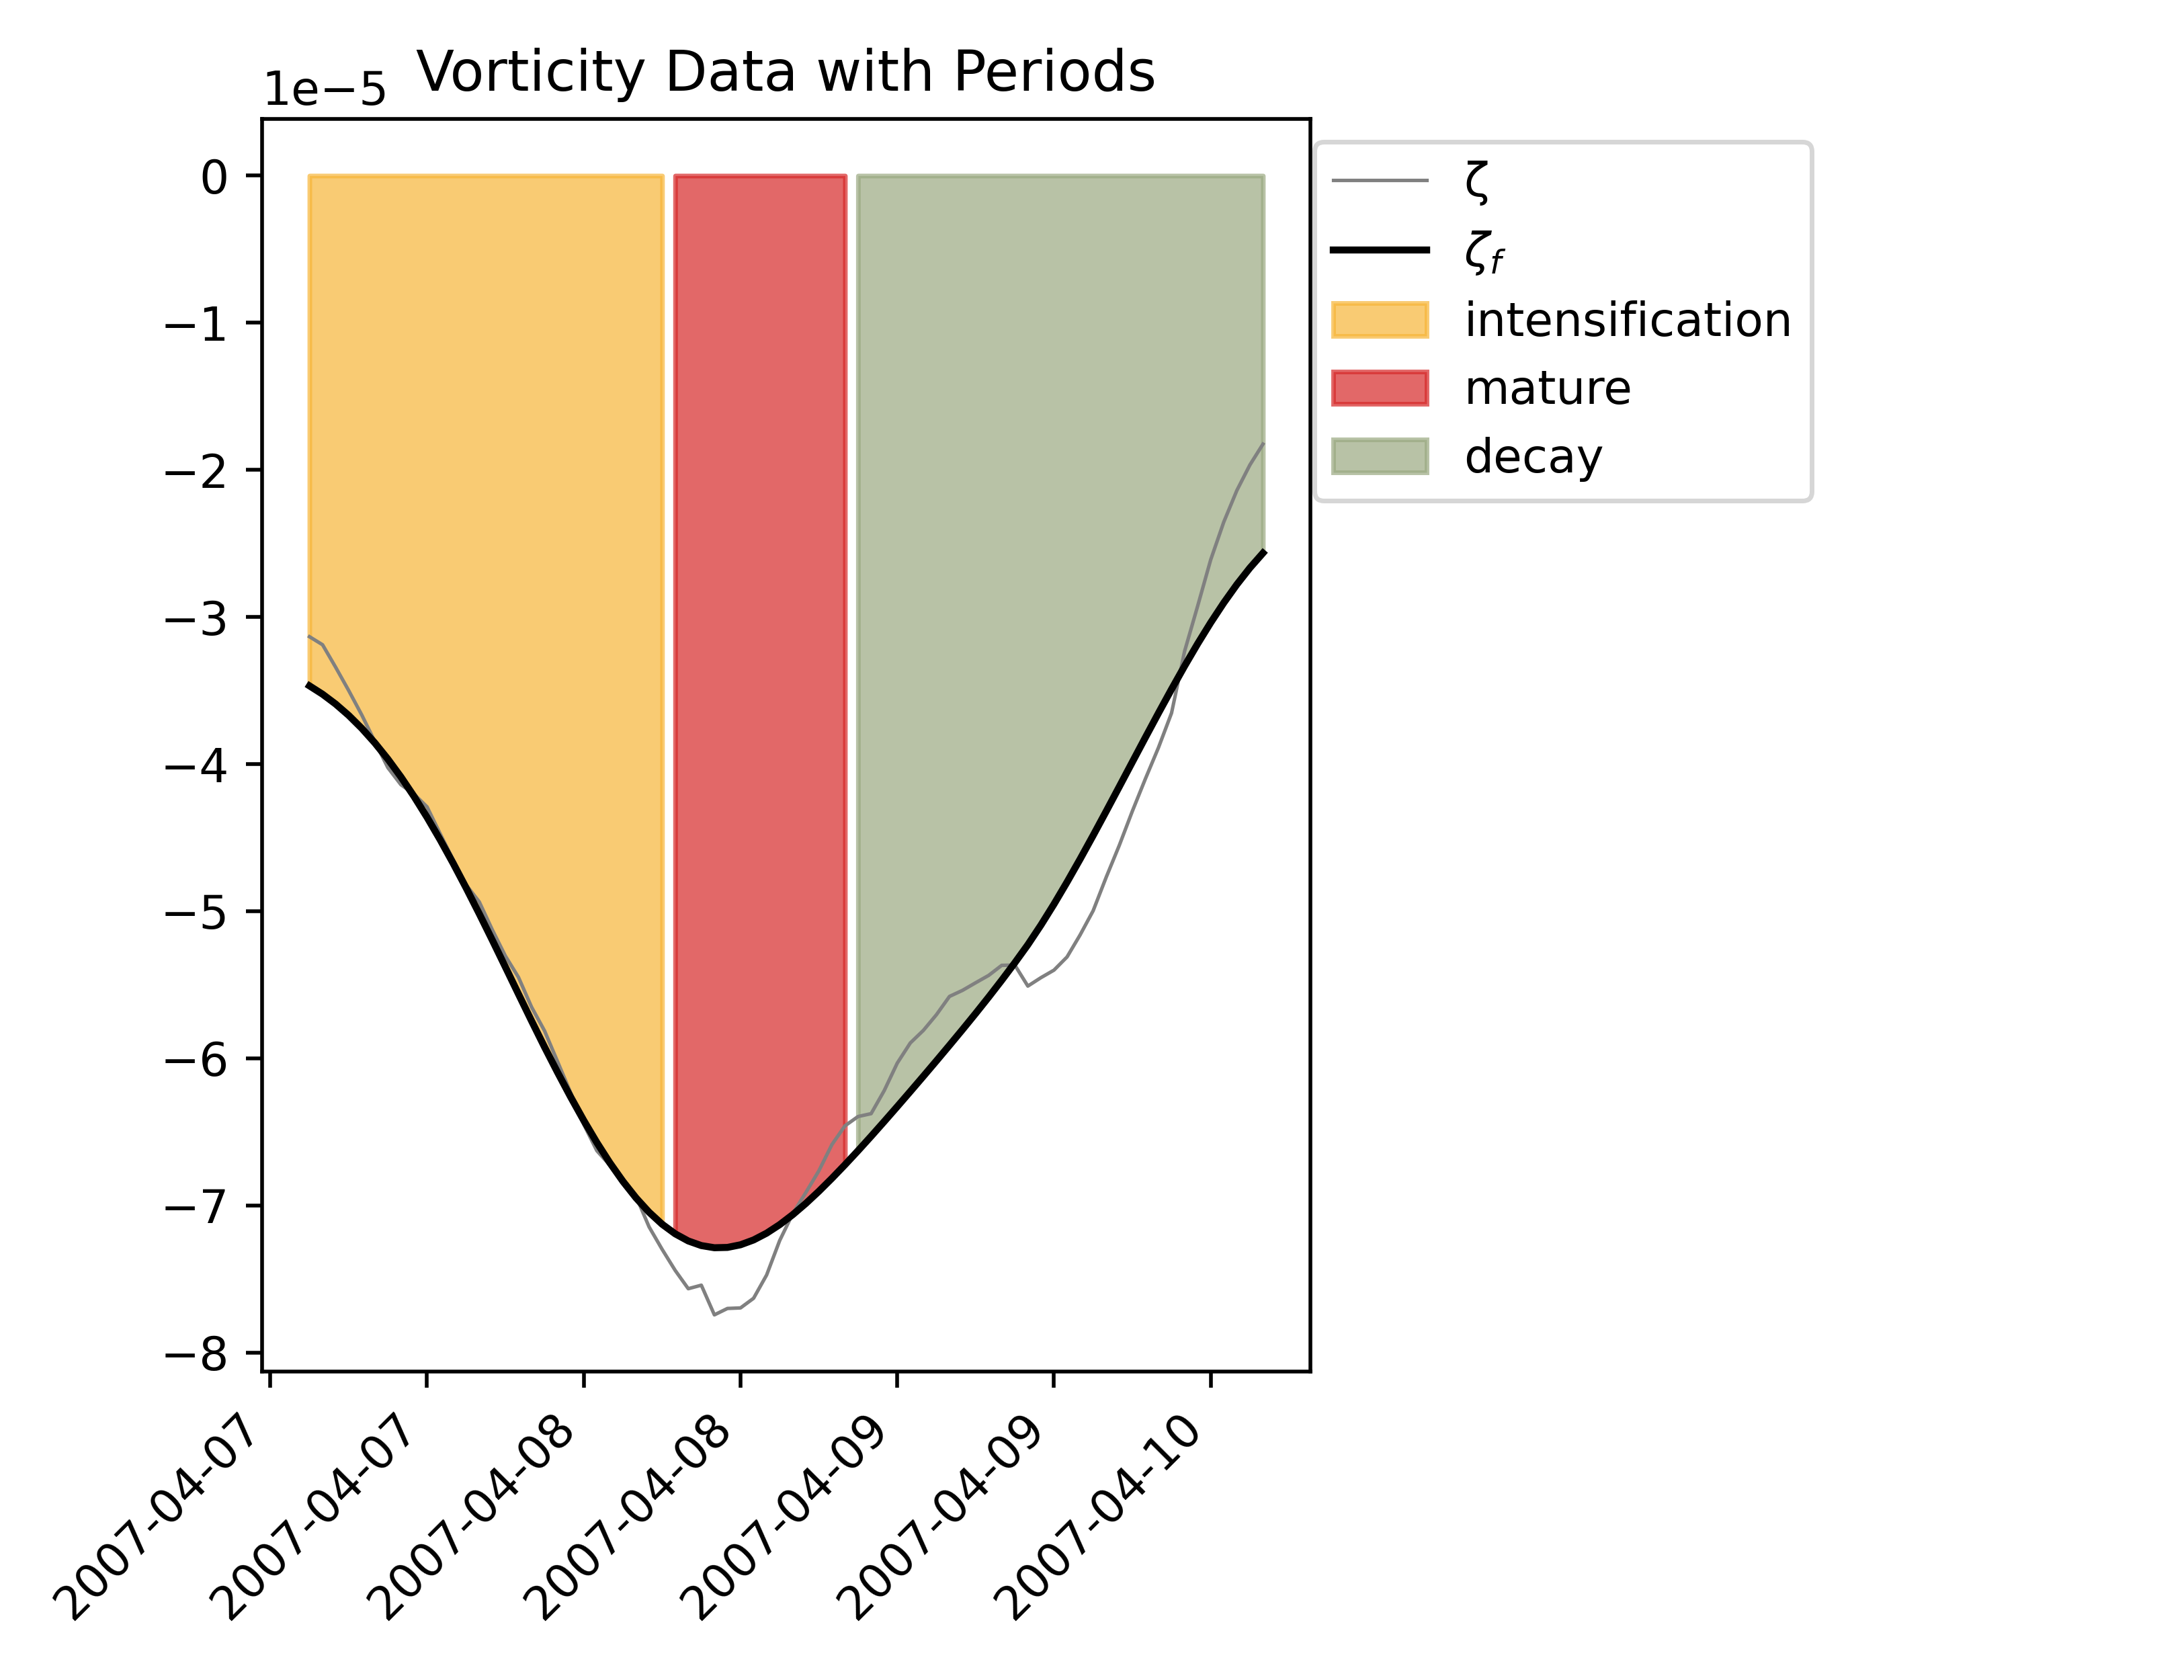 Vorticity Data with Periods
1e−5
0
−1
−2
−3
−4
−5
−6
−7
−8
2007-04-07
2007-04-07
2007-04-08
2007-04-08
2007-04-09
2007-04-09
2007-04-10
ζ
ζf
intensification
mature
decay